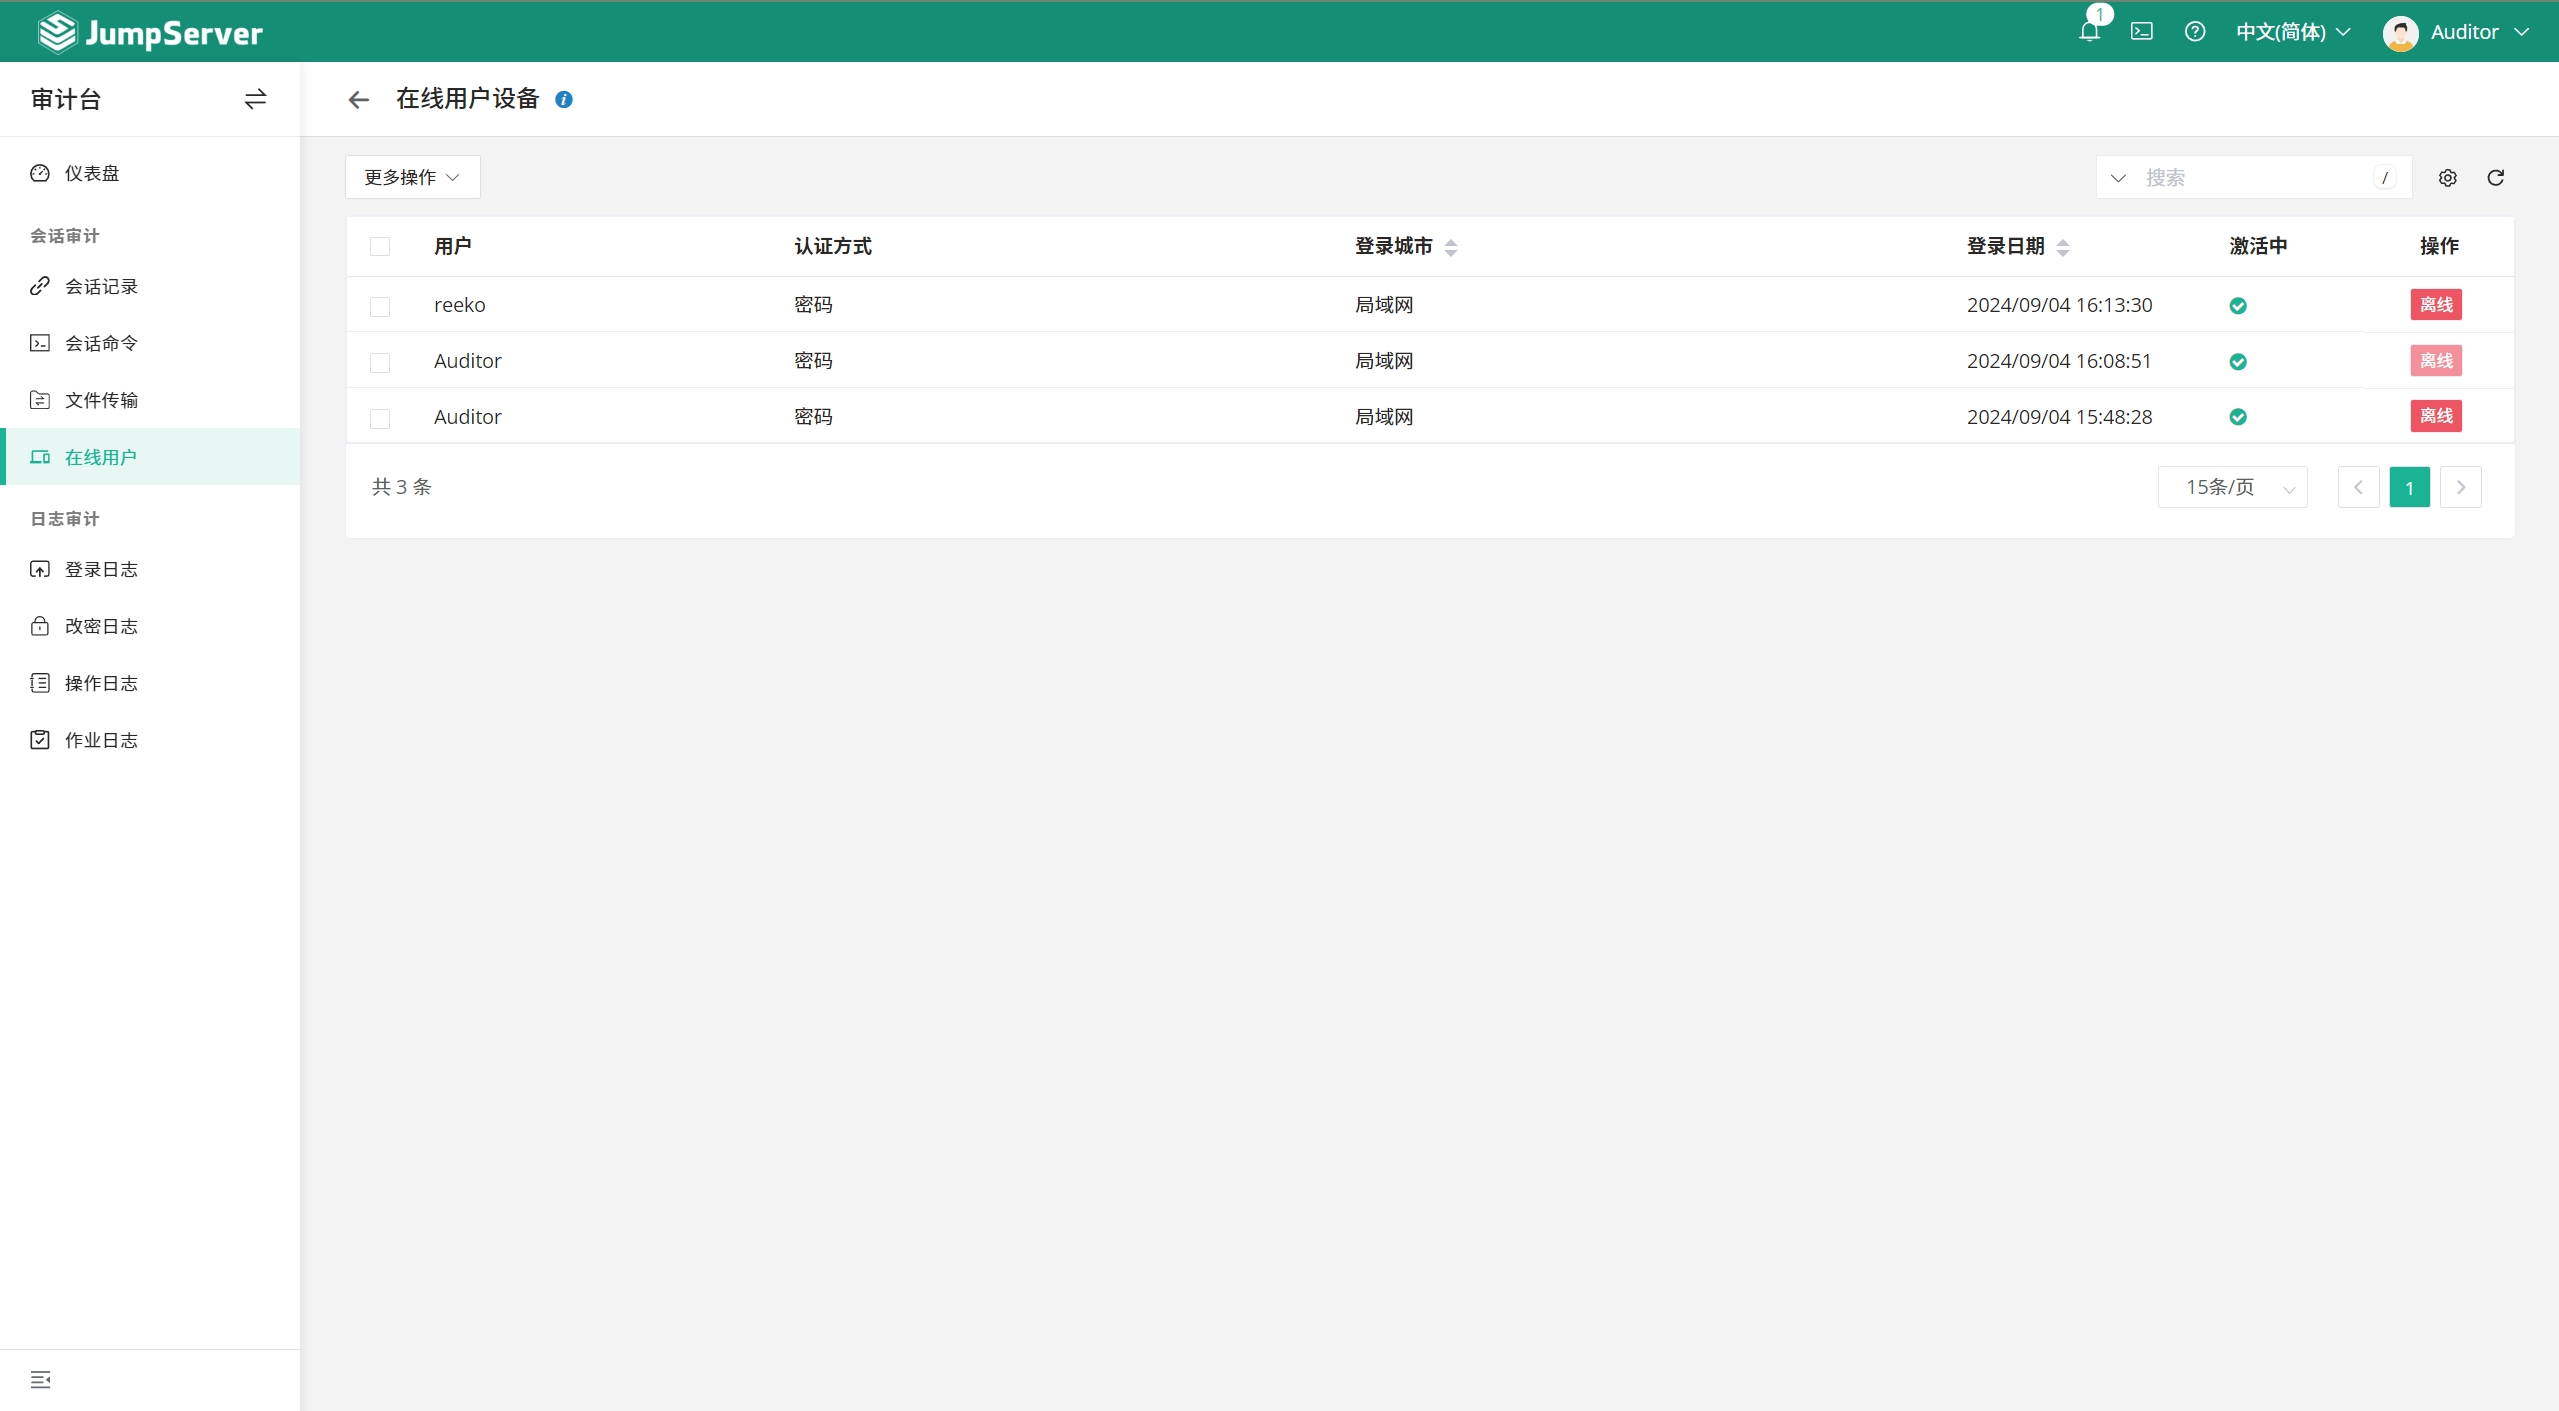 JumpServer
1
中文(简体)
Auditor
审计台
在线用户设备
仪表盘
会话审计
会话记录
会话命令
文件传输
在线用户
日志审计
登录日志
改密日志
操作日志
作业日志
更多操作
搜索
/
用户 认证方式 登录城市 登录日期 激活中 操作
reeko 密码 局域网 2024/09/04 16:13:30 离线
Auditor 密码 局域网 2024/09/04 16:08:51 离线
Auditor 密码 局域网 2024/09/04 15:48:28 离线
共 3 条
15条/页
1